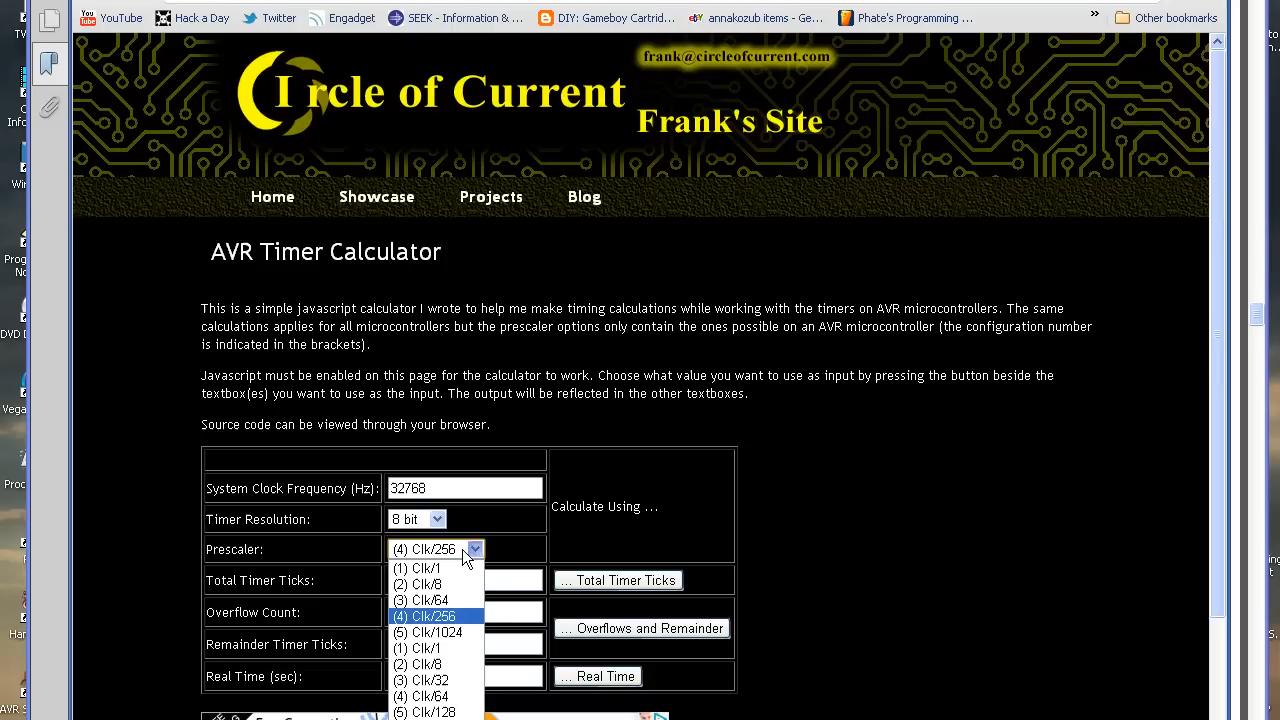 YouTube Hack a Day Twitter Google SEEK - Information & ... DIY: Gameboy Cartrid... annakozub — Ge... Phate's Programming ... » Other bookmarks
I rcle of Current
frank@circleofcurrent.com
Frank's Site
Home Showcase Projects Blog
AVR Timer Calculator
This is a simple javascript calculator I wrote to help me make timing calculations while working with the timers on AVR microcontrollers. The same
calculations applies for all microcontrollers but the prescaler options only contain the ones possible on an AVR microcontroller (the configuration number
is indicated in the brackets).
Javascript must be enabled on this page for the calculator to work. Choose what value you want to use as input by pressing the button beside the
textbox(es) you want to use as the input. The output will be reflected in the other textboxes.
Source code can be viewed through your browser.
System Clock Frequency (Hz): 32768
Calculate Using ...
Timer Resolution: 8 bit
Prescaler: (4) Clk/256
(1) Clk/1
Total Timer Ticks: ... Total Timer Ticks
(2) Clk/8
(3) Clk/64
Overflow Count:
(4) Clk/256
... Overflows and Remainder
(5) Clk/1024
Remainder Timer Ticks:
(1) Clk/1
(2) Clk/8
Real Time (sec): ... Real Time
(3) Clk/32
(4) Clk/64
(5) Clk/128